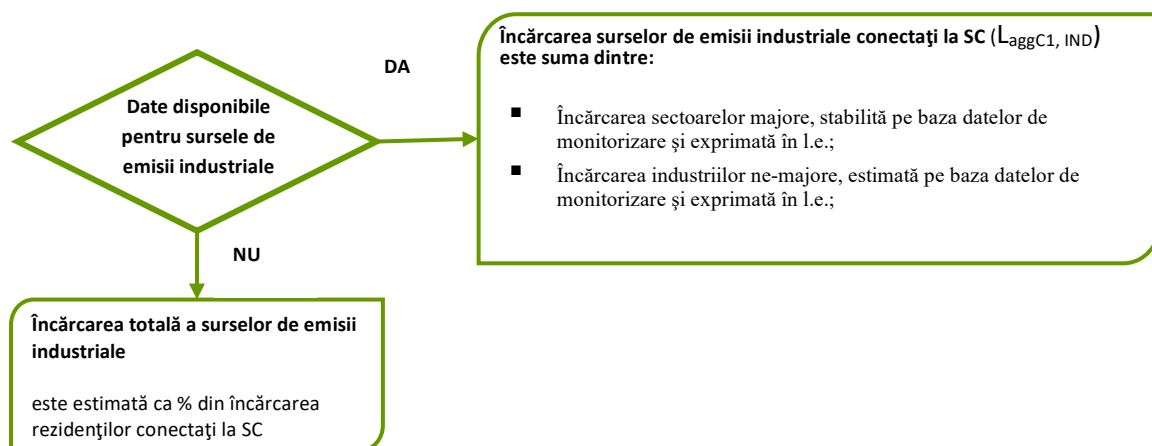 Încărcarea surselor de emisii industriale conectaţi la SC (LaggC1, IND)
este suma dintre:
DA
▪ Încărcarea sectoarelor majore, stabilită pe baza datelor de
monitorizare și exprimată în l.e.;
▪ Încărcarea industriilor ne-majore, estimată pe baza datelor de
monitorizare şi exprimată în l.e.;
Date disponibile
pentru sursele de
emisii industriale
NU
Încărcarea totală a surselor de emisii
industriale
este estimată ca % din încărcarea
rezidenţilor conectaţi la SC